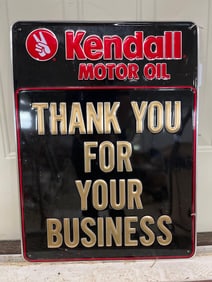 Kendall
MOTOR OIL
THANK YOU
FOR
YOUR
BUSINESS